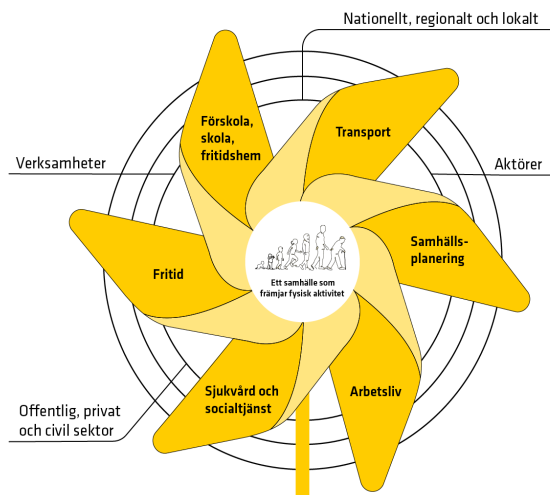 Nationellt, regionalt och lokalt
Förskola,
skola,
fritidshem
Transport
Verksamheter
Aktörer
Samhälls-
planering
Fritid
Ett samhälle som
främjar fysisk aktivitet
Sjukvård och
socialtjänst
Arbetsliv
Offentlig, privat
och civil sektor